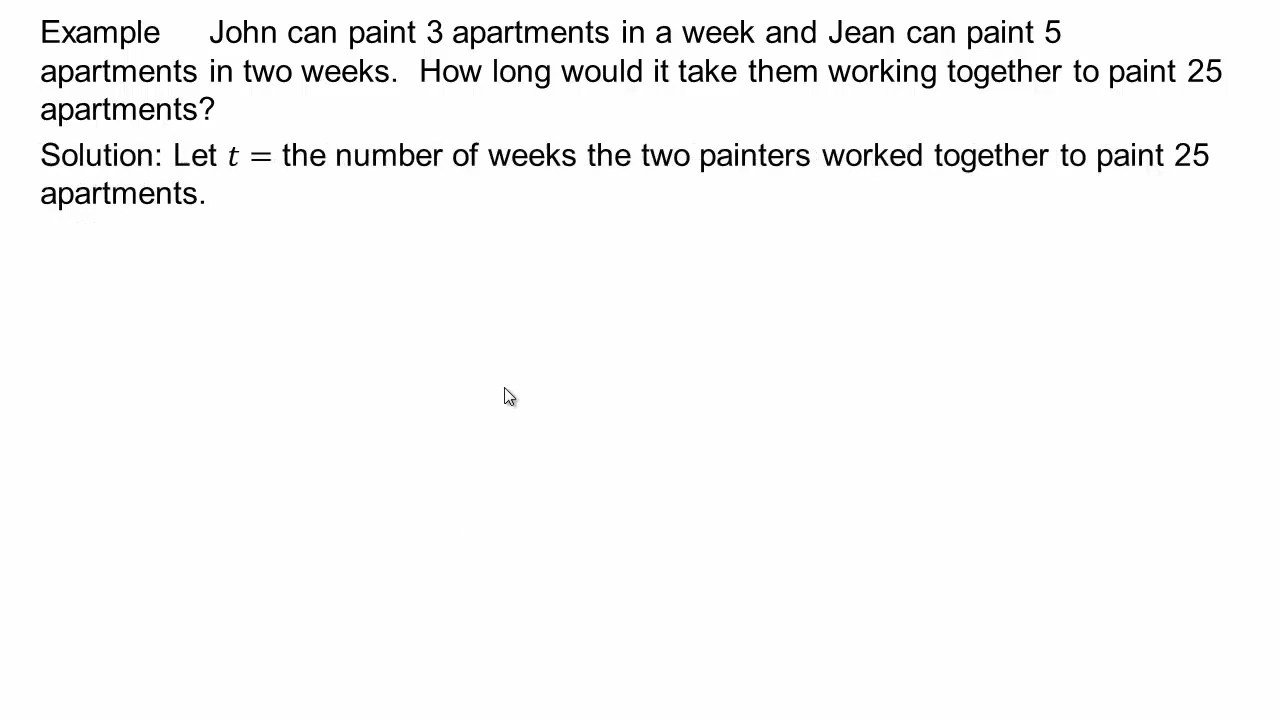 Example John can paint 3 apartments in a week and Jean can paint 5
apartments in two weeks. How long would it take them working together to paint 25
apartments?
Solution: Let t = the number of weeks the two painters worked together to paint 25
apartments.